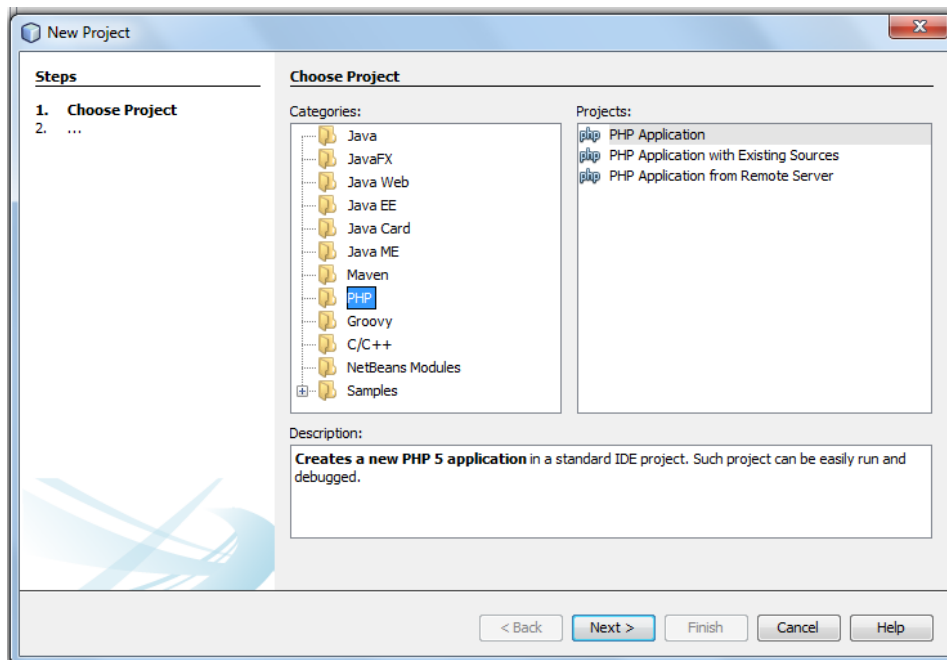 New Project
Steps
1. Choose Project
2. ...
Choose Project
Categories:
Java
JavaFX
Java Web
Java EE
Java Card
Java ME
Maven
PHP
Groovy
C/C++
NetBeans Modules
Samples
Projects:
php PHP Application
php PHP Application with Existing Sources
php PHP Application from Remote Server
Description:
Creates a new PHP 5 application in a standard IDE project. Such project can be easily run and
debugged.
< Back Next > Finish Cancel Help